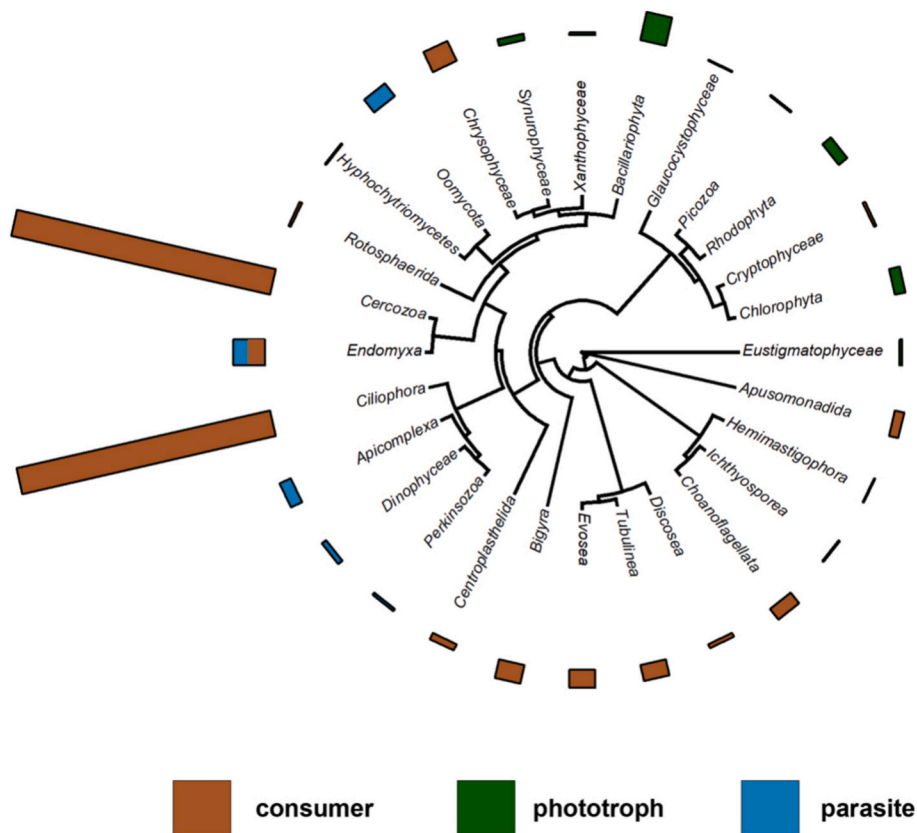 Glaucocystophyceae
Bacillariophyta
Xanthophyceae
Synurophyceae
Chrysophyceae
Oomycota
Hyphochytriomycetes
Rotosphaerida
Cercozoa
Endomyxa
Ciliophora
Apicomplexa
Dinophyceae
Perkinsozoa
Centroplasthelida
Bigyra
Evosea
Tubulinea
Discosea
Choanoflagellata
Ichthyosporea
Hemimastigophora
Apusomonadida
Eustigmatophyceae
Chlorophyta
Cryptophyceae
Rhodophyta
Picozoa
consumer
phototroph
parasite